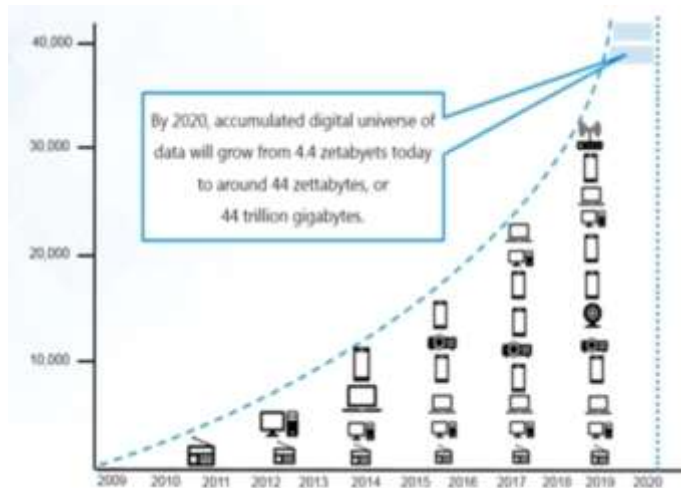 40,000
By 2020, accumulated digital universe of
data will grow from 4.4 zetabyets today
to around 44 zettabytes, or
44 trillion gigabytes.
30,000
20,000
10,000
2009 2010 2011 2012 2013 2014 2015 2016 2017 2018 2019 2020